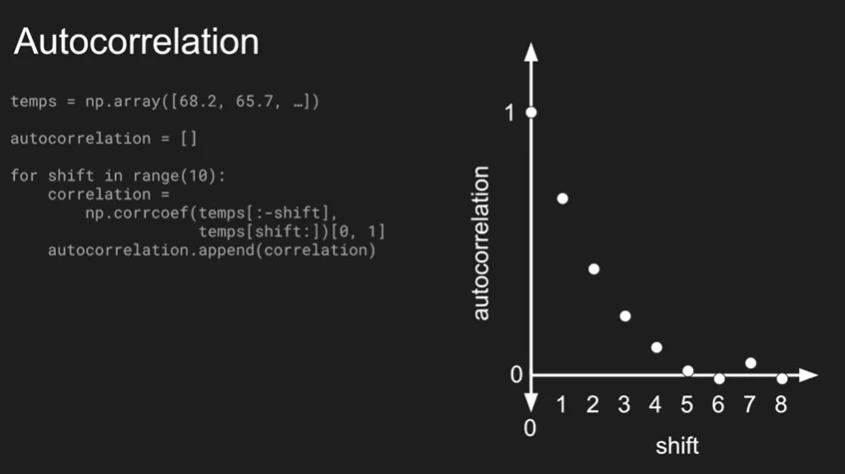 Autocorrelation
temps = np.array([68.2, 65.7, …])
autocorrelation = []
for shift in range(10):
    correlation =
        np.corrcoef(temps[:-shift],
                    temps[shift:])[0, 1]
    autocorrelation.append(correlation)
1
autocorrelation
0
1 2 3 4 5 6 7 8
0
shift